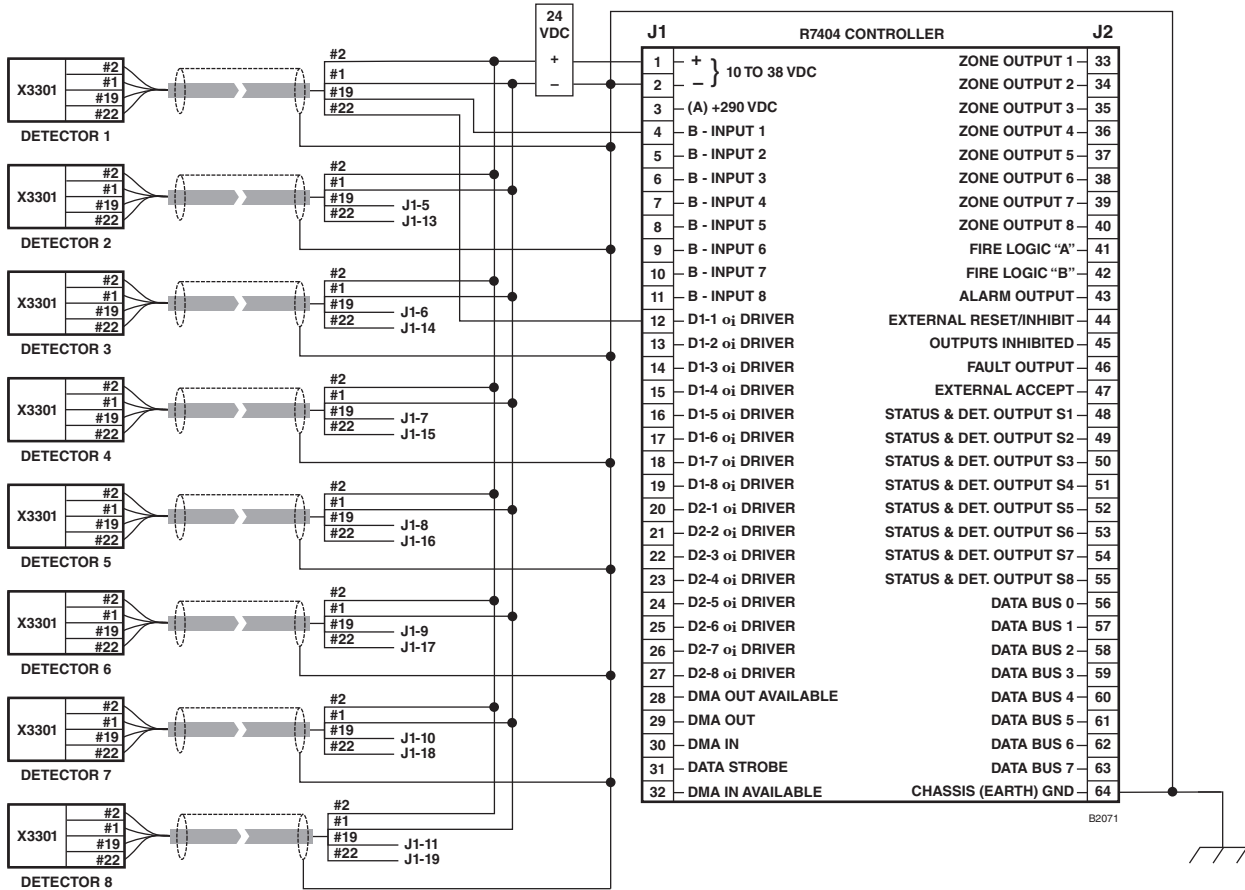 24
VDC
+
–
J1
R7404 CONTROLLER
J2
X3301
#2
#1
#19
#22
DETECTOR 1
#2
#1
#19
#22
X3301
#2
#1
#19
#22
DETECTOR 2
#2
#1
#19
J1-5
#22
J1-13
X3301
#2
#1
#19
#22
DETECTOR 3
#2
#1
#19
J1-6
#22
J1-14
X3301
#2
#1
#19
#22
DETECTOR 4
#2
#1
#19
J1-7
#22
J1-15
X3301
#2
#1
#19
#22
DETECTOR 5
#2
#1
#19
J1-8
#22
J1-16
X3301
#2
#1
#19
#22
DETECTOR 6
#2
#1
#19
J1-9
#22
J1-17
X3301
#2
#1
#19
#22
DETECTOR 7
#2
#1
#19
J1-10
#22
J1-18
X3301
#2
#1
#19
#22
DETECTOR 8
#2
#1
#19
J1-11
#22
J1-19
1 + } 10 TO 38 VDC
2 –
3 (A) +290 VDC
4 B - INPUT 1
5 B - INPUT 2
6 B - INPUT 3
7 B - INPUT 4
8 B - INPUT 5
9 B - INPUT 6
10 B - INPUT 7
11 B - INPUT 8
12 D1-1 oi DRIVER
13 D1-2 oi DRIVER
14 D1-3 oi DRIVER
15 D1-4 oi DRIVER
16 D1-5 oi DRIVER
17 D1-6 oi DRIVER
18 D1-7 oi DRIVER
19 D1-8 oi DRIVER
20 D2-1 oi DRIVER
21 D2-2 oi DRIVER
22 D2-3 oi DRIVER
23 D2-4 oi DRIVER
24 D2-5 oi DRIVER
25 D2-6 oi DRIVER
26 D2-7 oi DRIVER
27 D2-8 oi DRIVER
28 DMA OUT AVAILABLE
29 DMA OUT
30 DMA IN
31 DATA STROBE
32 DMA IN AVAILABLE
ZONE OUTPUT 1 33
ZONE OUTPUT 2 34
ZONE OUTPUT 3 35
ZONE OUTPUT 4 36
ZONE OUTPUT 5 37
ZONE OUTPUT 6 38
ZONE OUTPUT 7 39
ZONE OUTPUT 8 40
FIRE LOGIC “A” 41
FIRE LOGIC “B” 42
ALARM OUTPUT 43
EXTERNAL RESET/INHIBIT 44
OUTPUTS INHIBITED 45
FAULT OUTPUT 46
EXTERNAL ACCEPT 47
STATUS & DET. OUTPUT S1 48
STATUS & DET. OUTPUT S2 49
STATUS & DET. OUTPUT S3 50
STATUS & DET. OUTPUT S4 51
STATUS & DET. OUTPUT S5 52
STATUS & DET. OUTPUT S6 53
STATUS & DET. OUTPUT S7 54
STATUS & DET. OUTPUT S8 55
DATA BUS 0 56
DATA BUS 1 57
DATA BUS 2 58
DATA BUS 3 59
DATA BUS 4 60
DATA BUS 5 61
DATA BUS 6 62
DATA BUS 7 63
CHASSIS (EARTH) GND 64
B2071